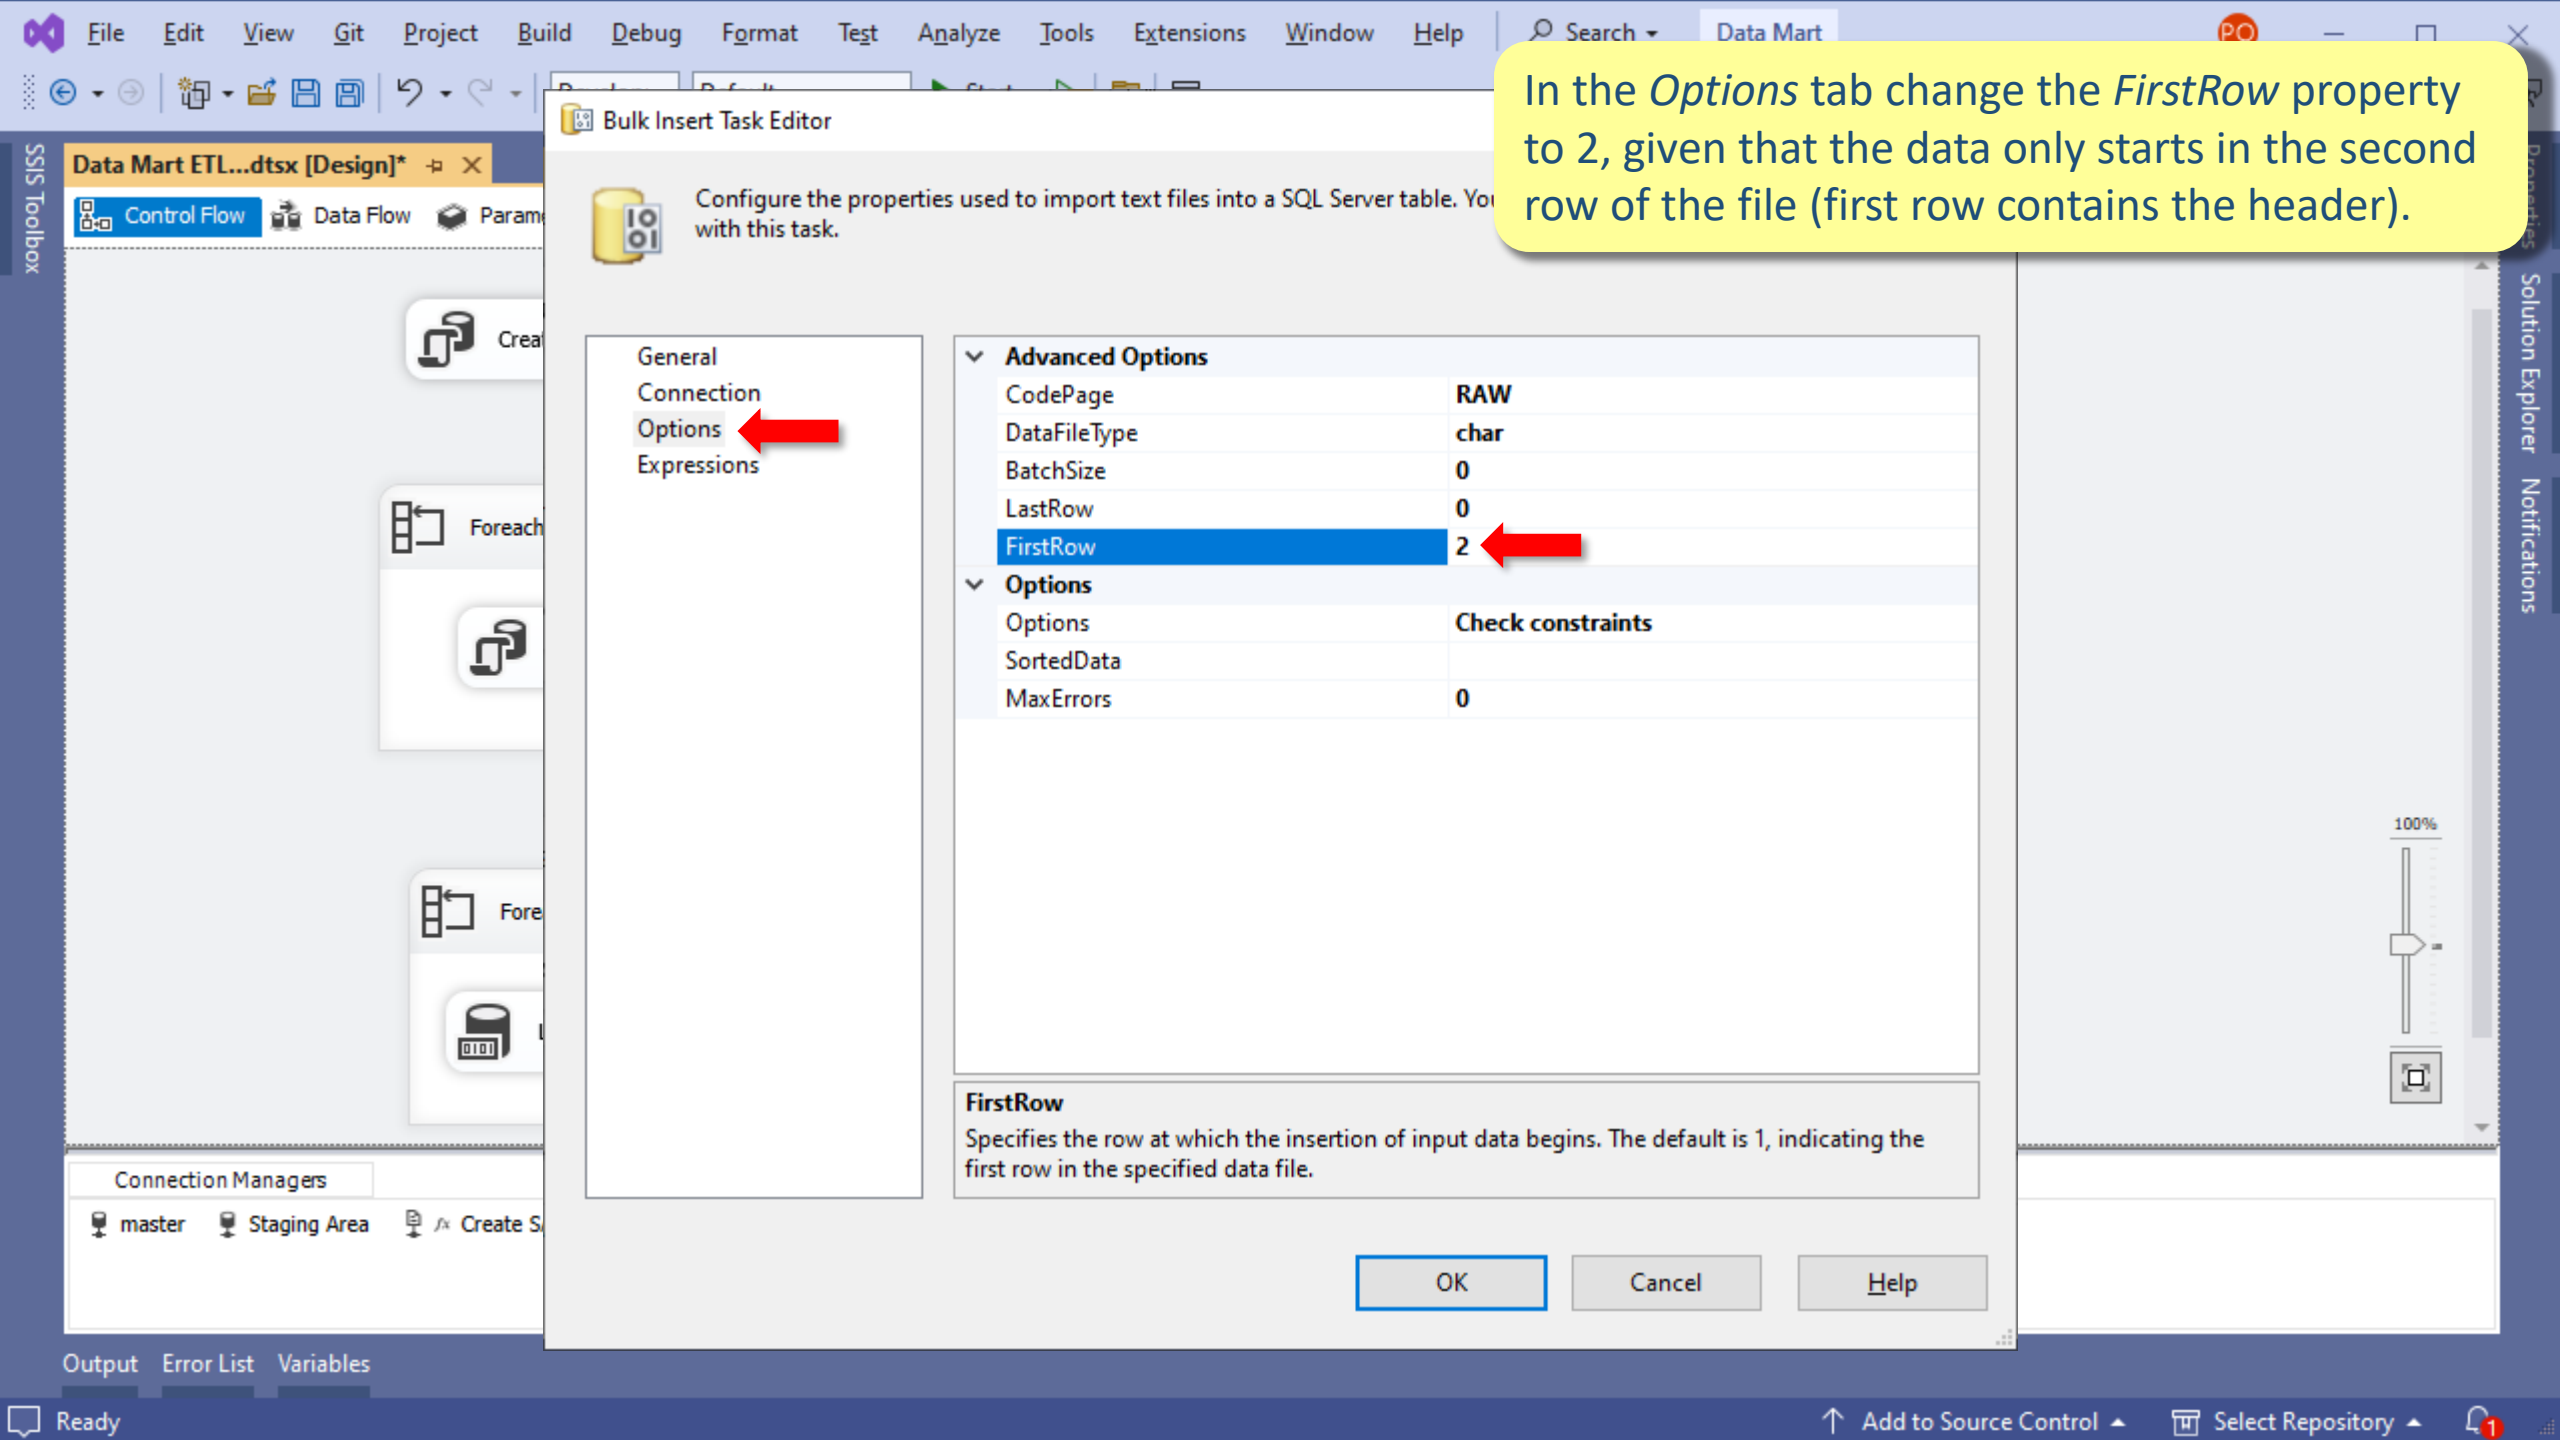 File Edit View Git Project Build Debug Format Test Analyze Tools Extensions Window Help Search Data Mart PO
In the Options tab change the FirstRow property
to 2, given that the data only starts in the second
row of the file (first row contains the header).
SSIS Toolbox
Data Mart ETL...dtsx [Design]*
Control Flow Data Flow
Bulk Insert Task Editor
Configure the properties used to import text files into a SQL Server table.
with this task.
General
Connection
Options
Expressions
Advanced Options
CodePage RAW
DataFileType char
BatchSize 0
LastRow 0
FirstRow 2
Options
Options Check constraints
SortedData
MaxErrors 0
FirstRow
Specifies the row at which the insertion of input data begins. The default is 1, indicating the
first row in the specified data file.
OK Cancel Help
Foreach
100%
Properties
Solution Explorer
Notifications
Connection Managers
master Staging Area Create
Output Error List Variables
Ready Add to Source Control Select Repository 1